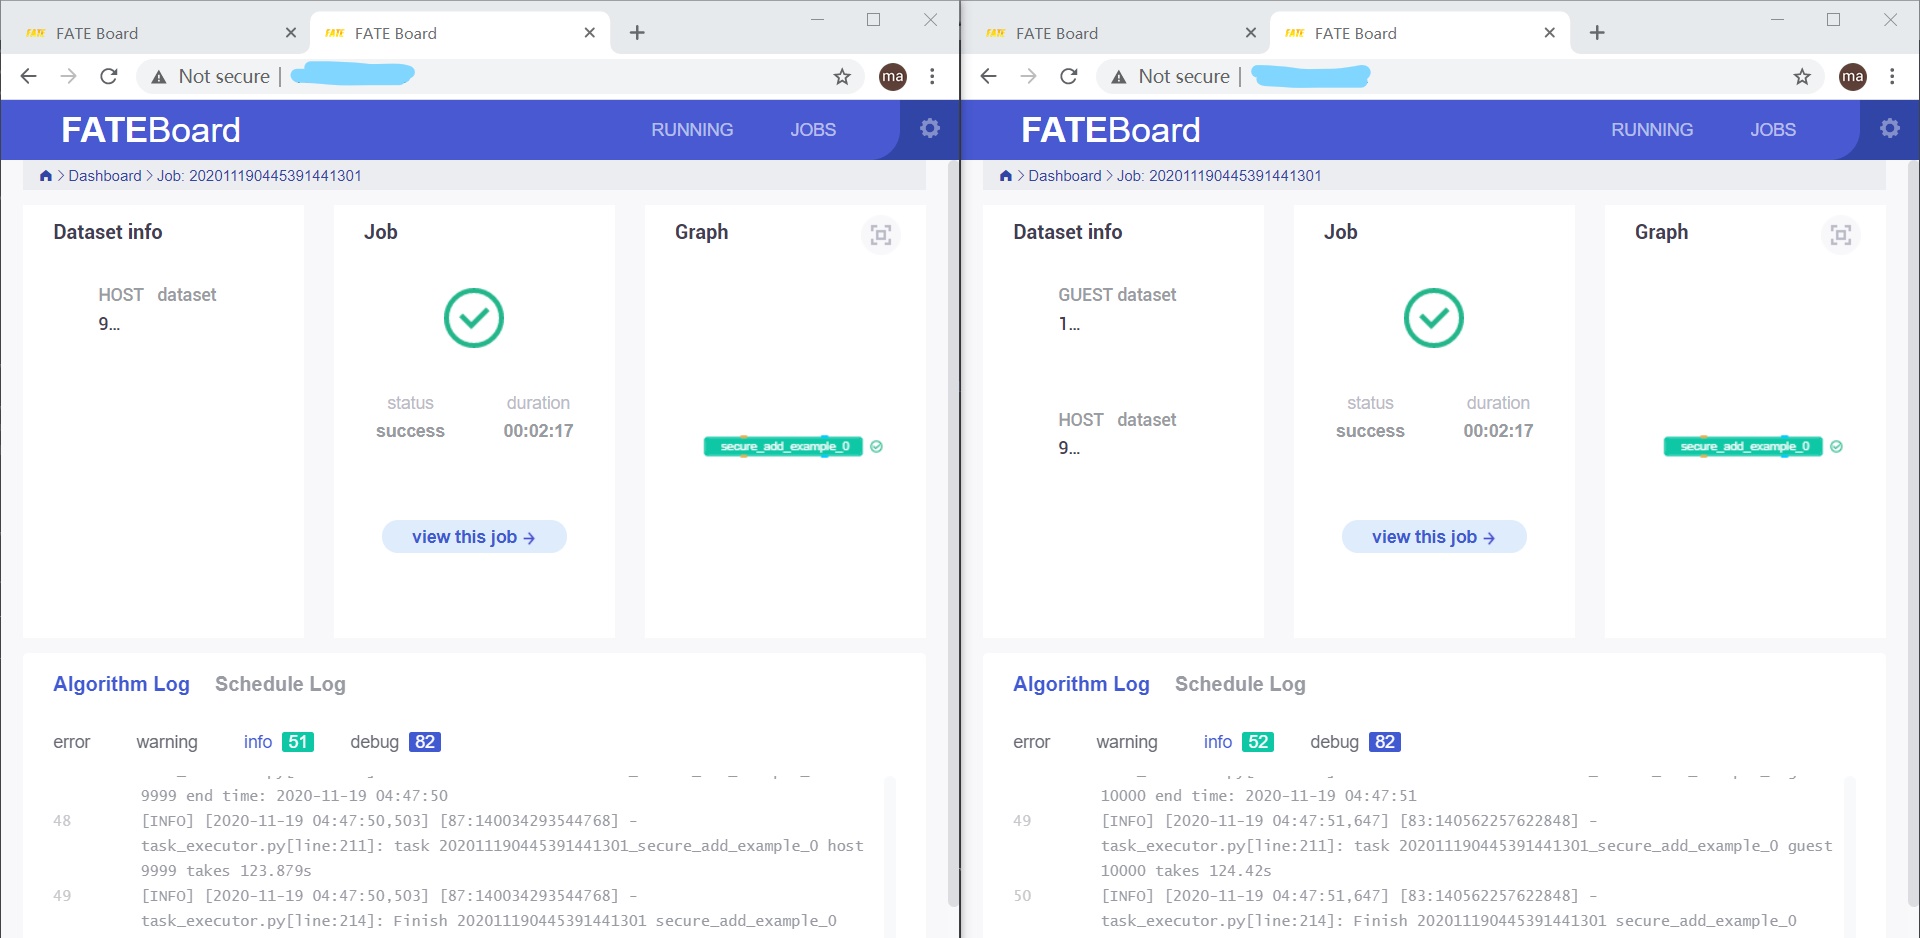 FATE Board
FATE Board
Not secure
ma
FATEBoard
RUNNING
JOBS
Dashboard
Job: 202011190445391441301
Dataset info
HOST dataset
9...
Job
status
duration
success
00:02:17
view this job
Graph
secure_add_example_0
Algorithm Log
Schedule Log
error
warning
info 51
debug 82
9999 end time: 2020-11-19 04:47:50
48
[INFO] [2020-11-19 04:47:50,503] [87:140034293544768] -
task_executor.py[line:211]: task 202011190445391441301_secure_add_example_0 host
9999 takes 123.879s
49
[INFO] [2020-11-19 04:47:50,503] [87:140034293544768] -
task_executor.py[line:214]: Finish 202011190445391441301 secure_add_example_0
FATE Board
FATE Board
Not secure
ma
FATEBoard
RUNNING
JOBS
Dashboard
Job: 202011190445391441301
Dataset info
GUEST dataset
1...
HOST dataset
9...
Job
status
duration
success
00:02:17
view this job
Graph
secure_add_example_0
Algorithm Log
Schedule Log
error
warning
info 52
debug 82
10000 end time: 2020-11-19 04:47:51
49
[INFO] [2020-11-19 04:47:51,647] [83:140562257622848] -
task_executor.py[line:211]: task 202011190445391441301_secure_add_example_0 guest
10000 takes 124.42s
50
[INFO] [2020-11-19 04:47:51,647] [83:140562257622848] -
task_executor.py[line:214]: Finish 202011190445391441301 secure_add_example_0